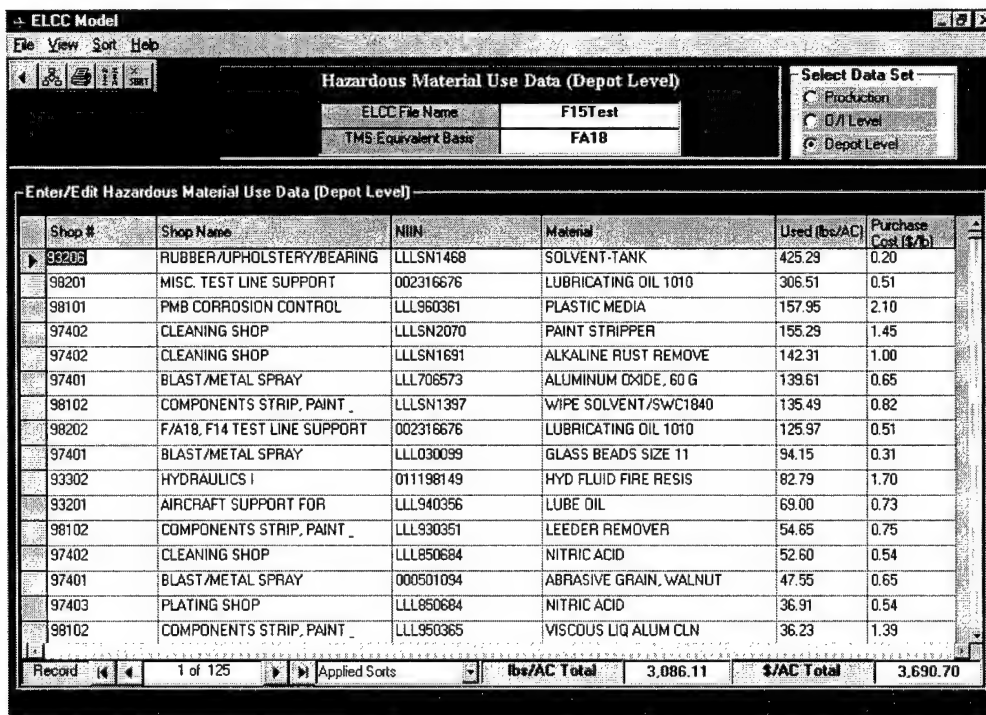 ELCC Model
File View Sort Help
Hazardous Material Use Data (Depot Level)
ELCC File Name F15Test
TMS Equivalent Basis FA18
Select Data Set
Production
O/I Level
Depot Level
Enter/Edit Hazardous Material Use Data (Depot Level)
Shop # Shop Name NIIN Material Used (lbs/AC) Purchase Cost ($/lb)
93206 RUBBER/UPHOLSTERY/BEARING LLLSN1468 SOLVENT-TANK 425.29 0.20
98201 MISC. TEST LINE SUPPORT 002316676 LUBRICATING OIL 1010 306.51 0.51
98101 PMB CORROSION CONTROL LLL960361 PLASTIC MEDIA 157.95 2.10
97402 CLEANING SHOP LLLSN2070 PAINT STRIPPER 155.29 1.45
97402 CLEANING SHOP LLLSN1691 ALKALINE RUST REMOVE 142.31 1.00
97401 BLAST/METAL SPRAY LLL706573 ALUMINUM OXIDE, 60 G 139.61 0.65
98102 COMPONENTS STRIP, PAINT _ LLLSN1397 WIPE SOLVENT/SWC1840 135.49 0.82
98202 F/A18, F14 TEST LINE SUPPORT 002316676 LUBRICATING OIL 1010 125.97 0.51
97401 BLAST/METAL SPRAY LLL030099 GLASS BEADS SIZE 11 94.15 0.31
93302 HYDRAULICS I 011198149 HYD FLUID FIRE RESIS 82.79 1.70
93201 AIRCRAFT SUPPORT FOR LLL940356 LUBE OIL 69.00 0.73
98102 COMPONENTS STRIP, PAINT _ LLL930351 LEEDER REMOVER 54.65 0.75
97402 CLEANING SHOP LLL850684 NITRIC ACID 52.60 0.54
97401 BLAST/METAL SPRAY 000501094 ABRASIVE GRAIN, WALNUT 47.55 0.65
97403 PLATING SHOP LLL850684 NITRIC ACID 36.91 0.54
98102 COMPONENTS STRIP, PAINT _ LLL950365 VISCOUS LIQ ALUM CLN 36.23 1.39
Record 1 of 125 Applied Sorts lbs/AC Total 3,086.11 $/AC Total 3,690.70